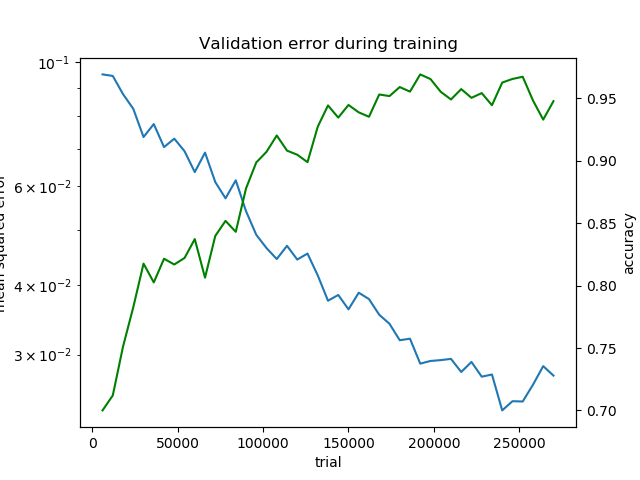 Validation error during training
10⁻¹
6 × 10⁻²
4 × 10⁻²
3 × 10⁻²
mean squared error
0.95
0.90
0.85
0.80
0.75
0.70
accuracy
0
50000
100000
150000
200000
250000
trial